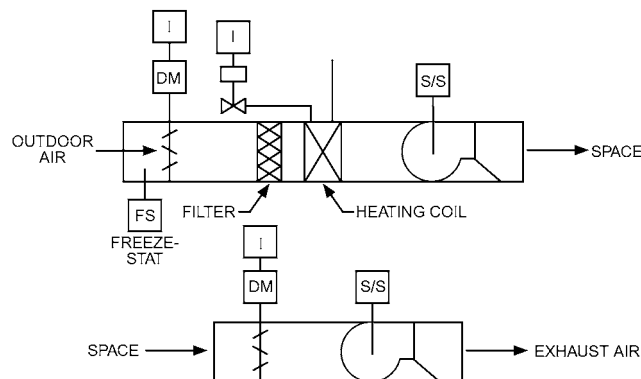 I
I
DM
S/S
OUTDOOR
AIR
SPACE
FS
FILTER
HEATING COIL
FREEZE-
STAT
I
DM
S/S
SPACE
EXHAUST AIR